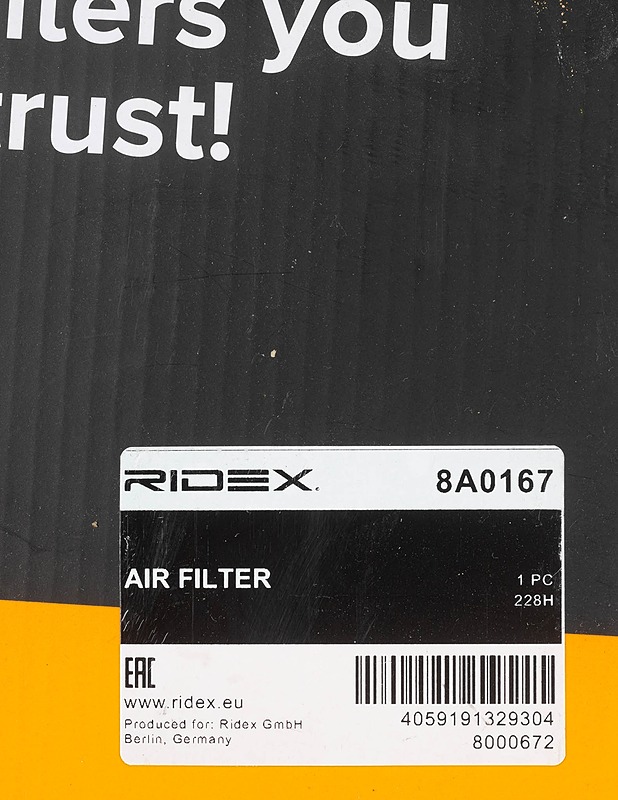 you
trust!
RIDEX
8A0167
AIR FILTER
1 PC
228H
EAC
www.ridex.eu
Produced for: Ridex GmbH
Berlin, Germany
4059191329304
8000672